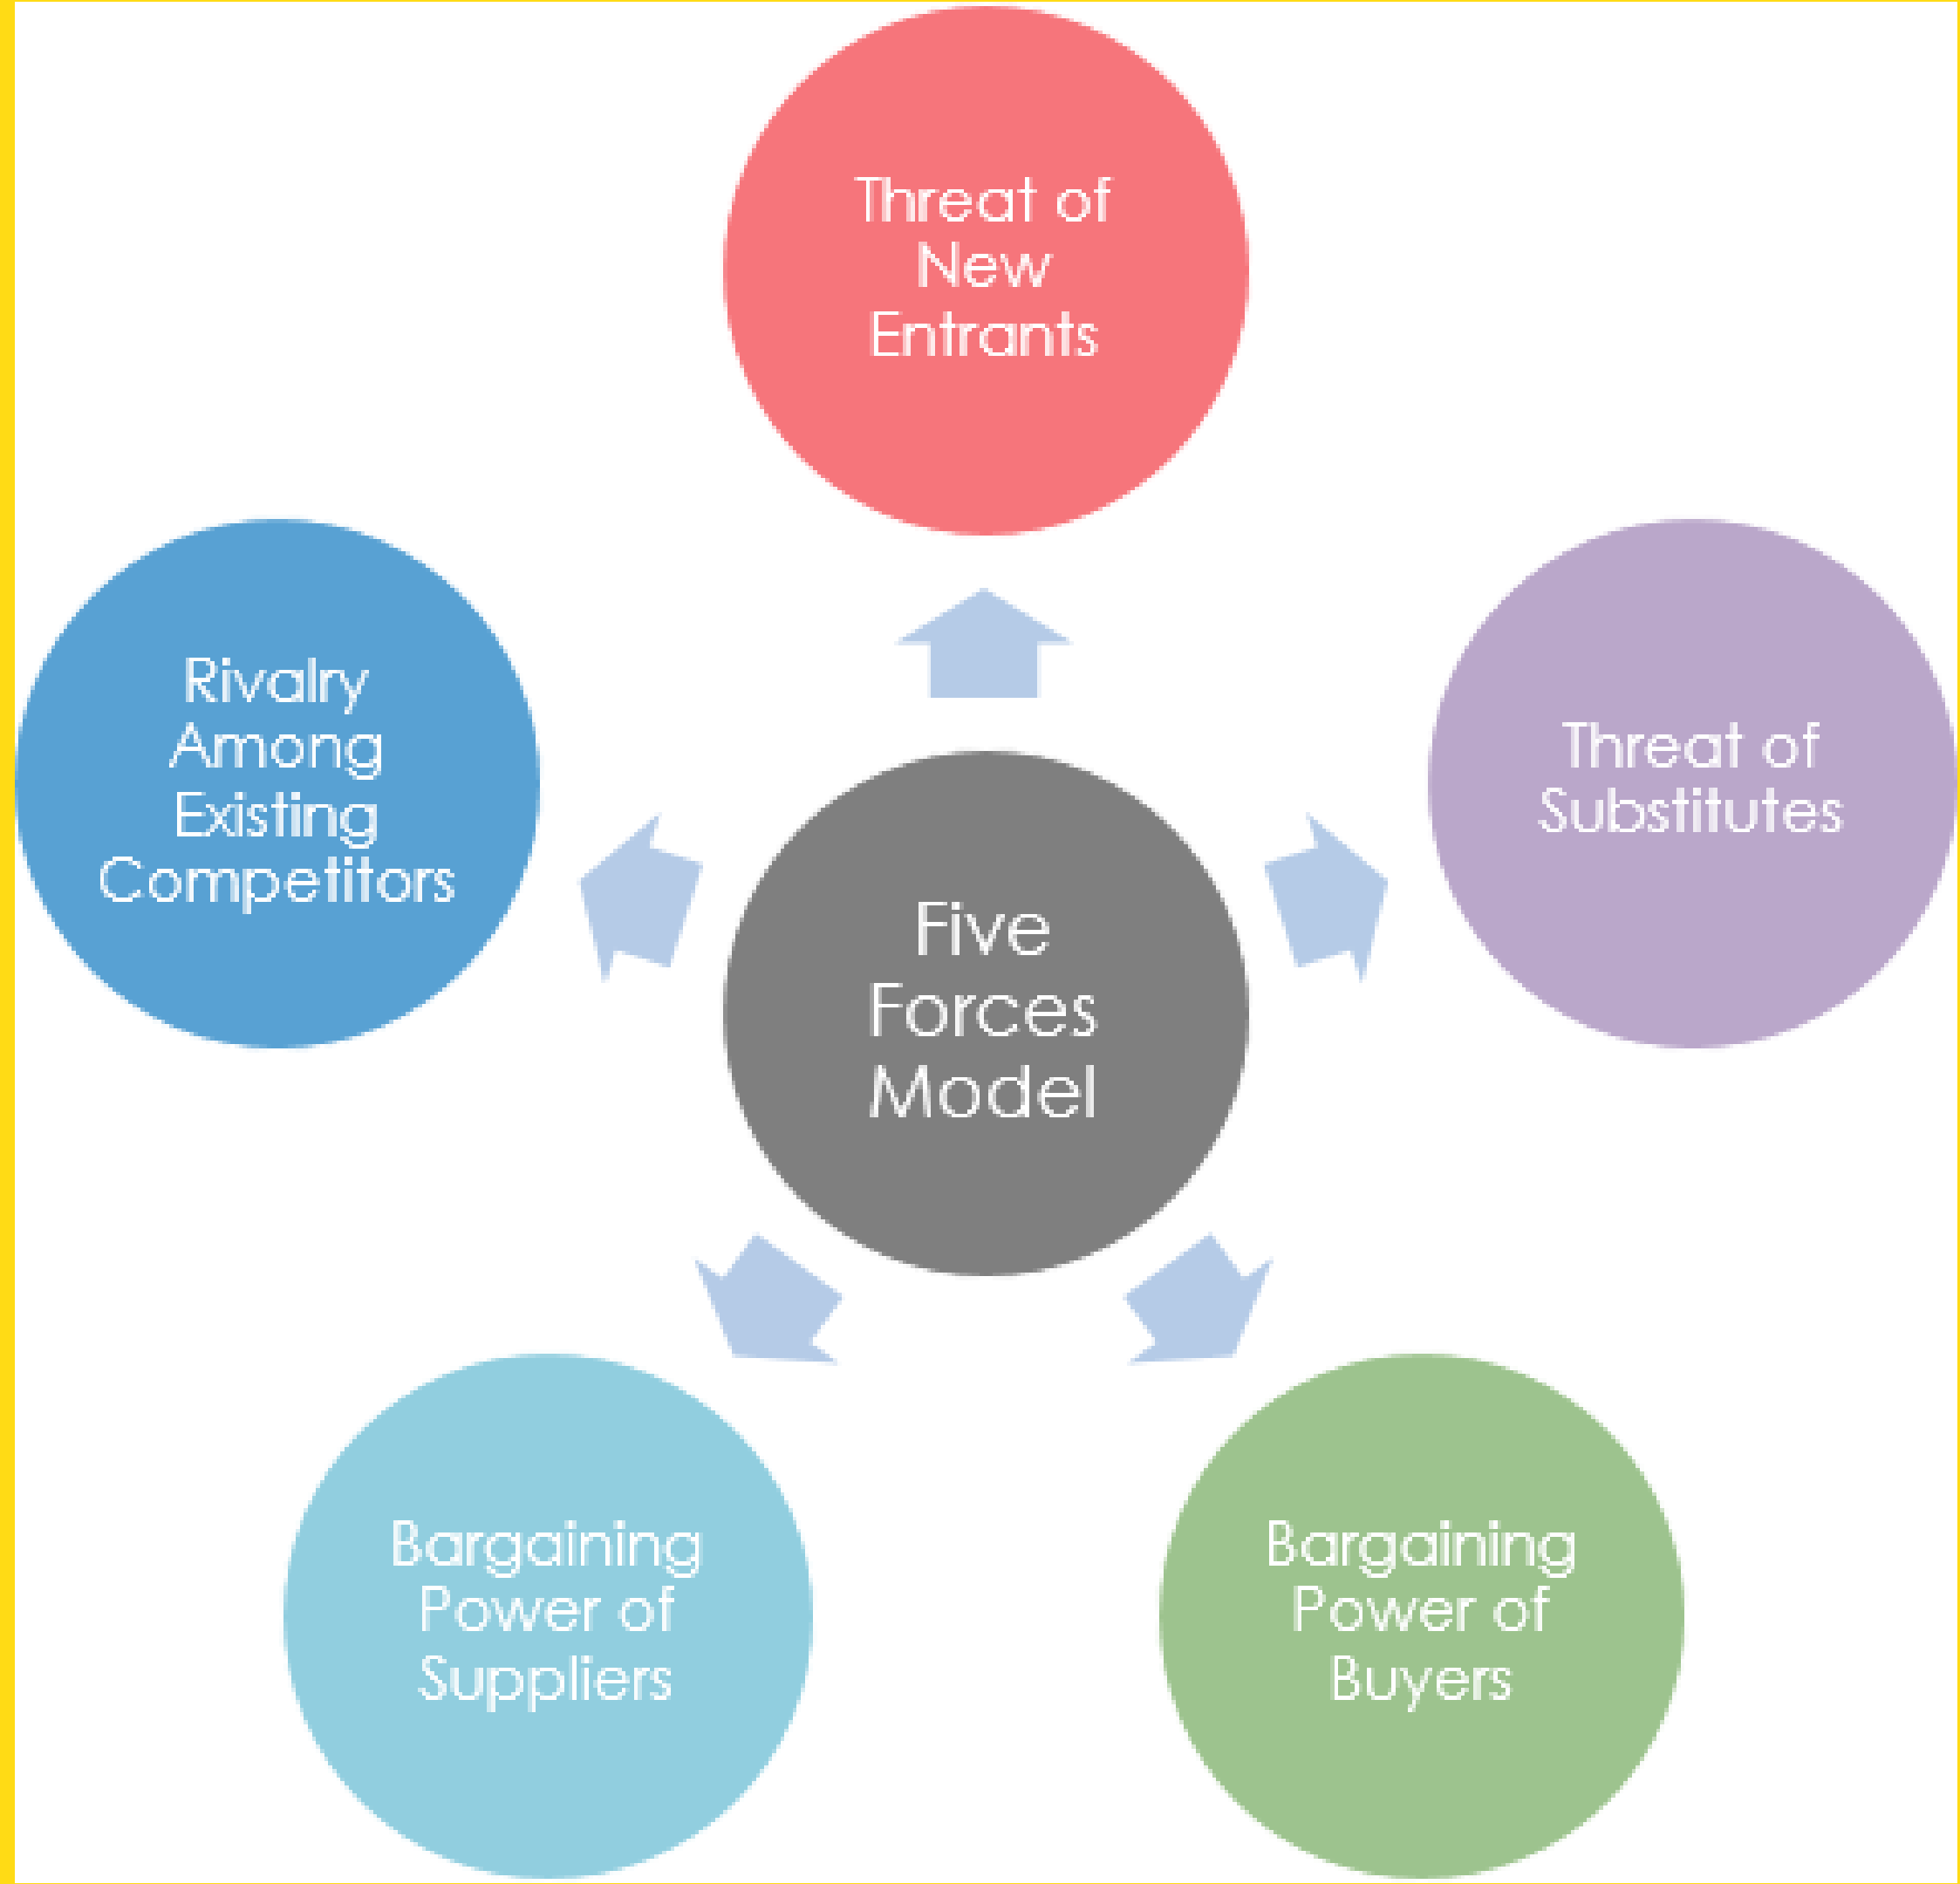 Threat of
New
Entrants
Rivalry
Among
Existing
Competitors
Threat of
Substitutes
Five
Forces
Model
Bargaining
Power of
Suppliers
Bargaining
Power of
Buyers